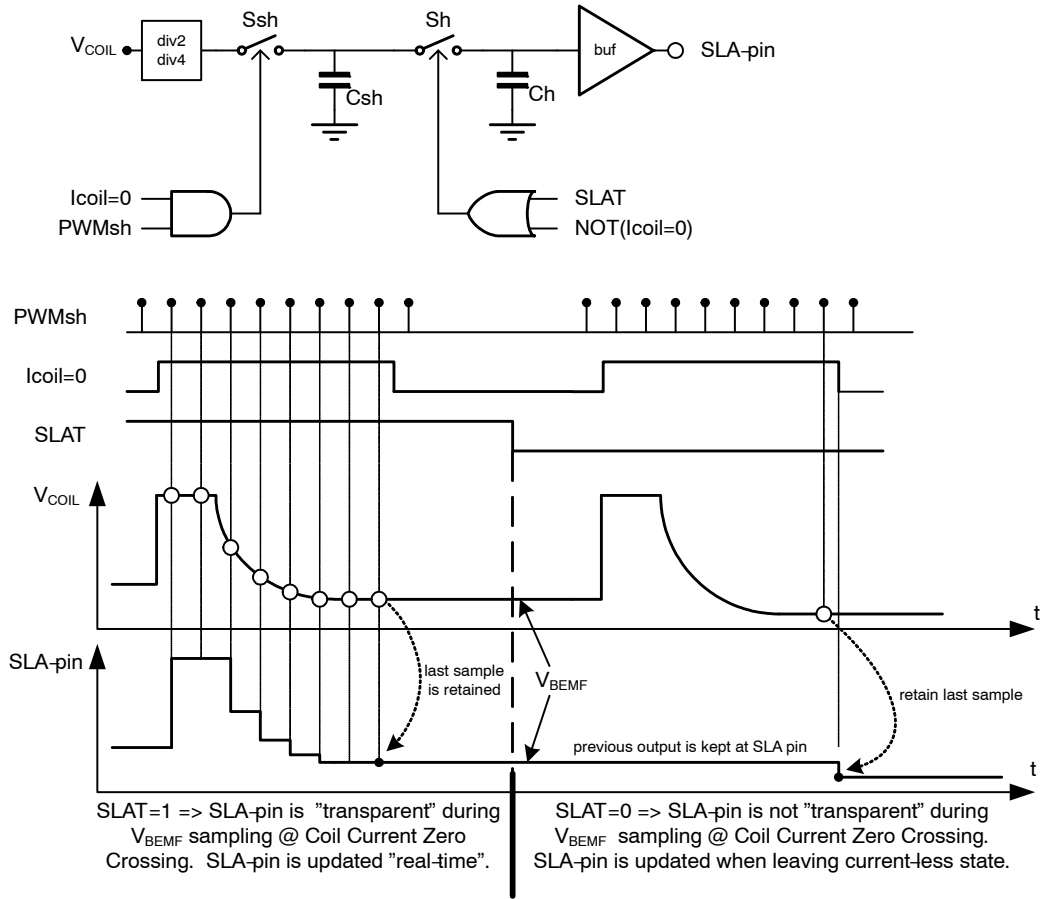 Ssh
Sh
V_COIL
div2
div4
buf
SLA-pin
Csh
Ch
Icoil=0
PWMsh
SLAT
NOT(Icoil=0)
PWMsh
Icoil=0
SLAT
V_COIL
t
SLA-pin
last sample
is retained
V_BEMF
retain last sample
previous output is kept at SLA pin
t
SLAT=1 => SLA-pin is "transparent" during
V_BEMF sampling @ Coil Current Zero
Crossing. SLA-pin is updated "real-time".
SLAT=0 => SLA-pin is not "transparent" during
V_BEMF sampling @ Coil Current Zero Crossing.
SLA-pin is updated when leaving current-less state.